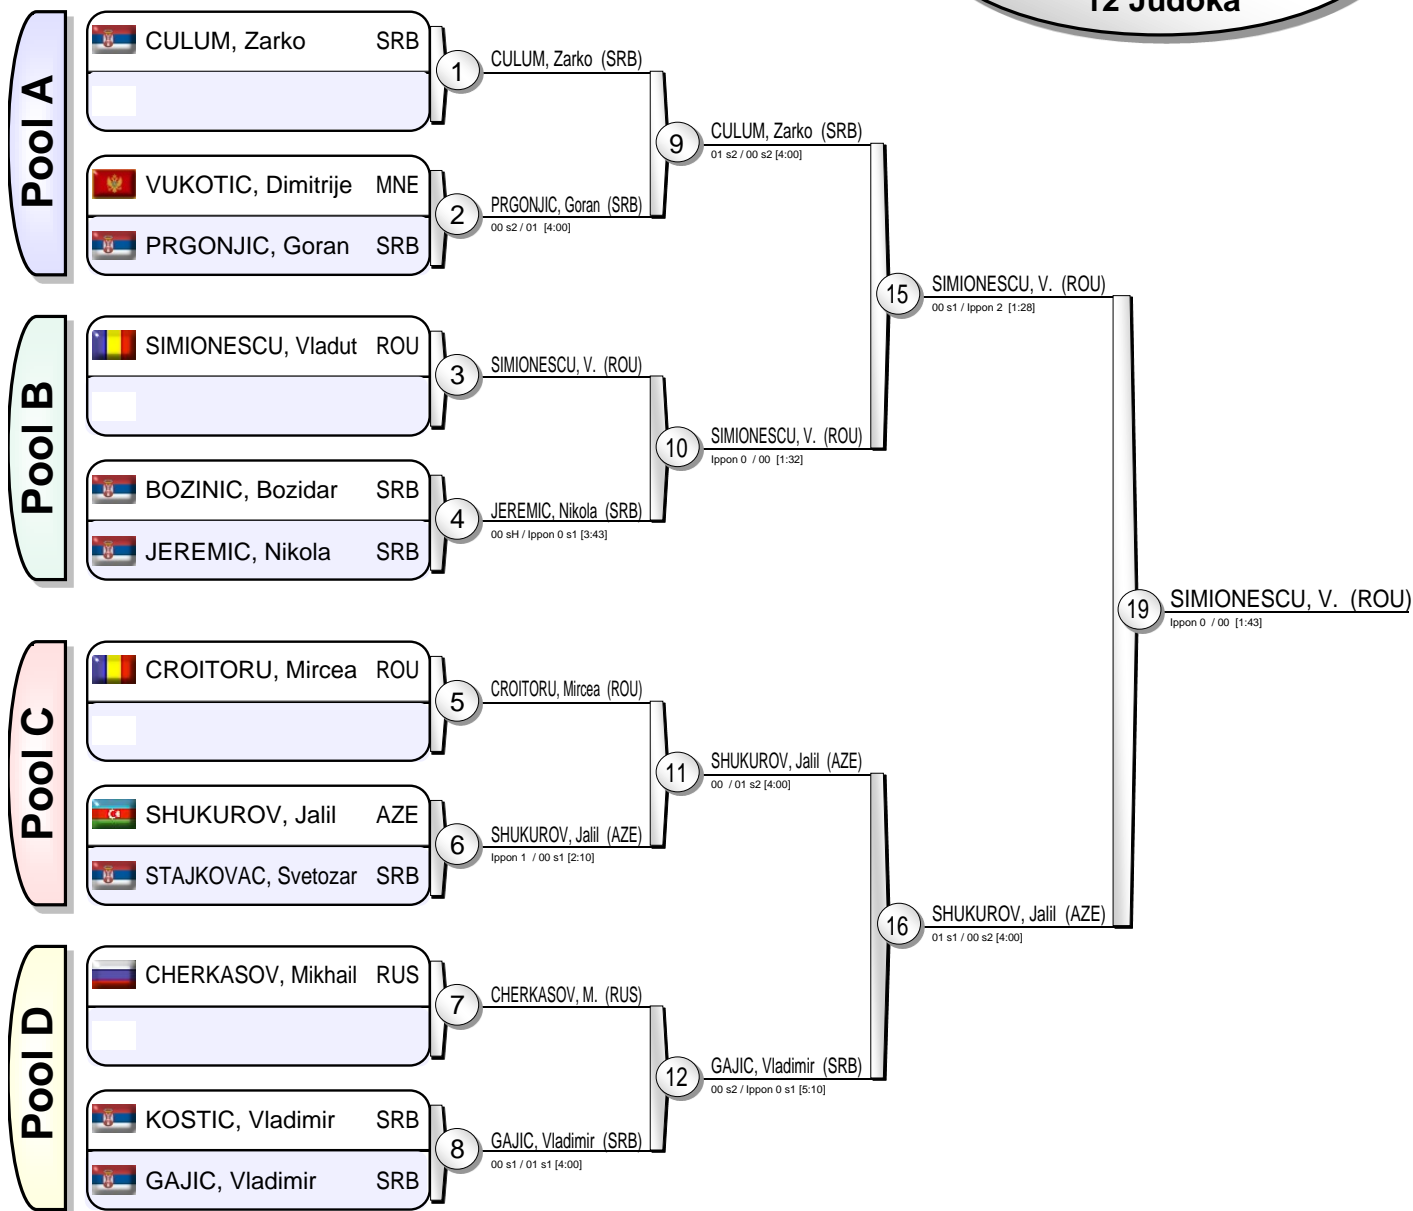 12 Judoka
Pool A
CULUM, Zarko SRB
1
CULUM, Zarko (SRB)
VUKOTIC, Dimitrije MNE
PRGONJIC, Goran SRB
2
PRGONJIC, Goran (SRB)
00 s2 / 01 [4:00]
9
CULUM, Zarko (SRB)
01 s2 / 00 s2 [4:00]
Pool B
SIMIONESCU, Vladut ROU
3
SIMIONESCU, V. (ROU)
BOZINIC, Bozidar SRB
JEREMIC, Nikola SRB
4
JEREMIC, Nikola (SRB)
00 sH / Ippon 0 s1 [3:43]
10
SIMIONESCU, V. (ROU)
Ippon 0 / 00 [1:32]
15
SIMIONESCU, V. (ROU)
00 s1 / Ippon 2 [1:28]
Pool C
CROITORU, Mircea ROU
5
CROITORU, Mircea (ROU)
SHUKUROV, Jalil AZE
STAJKOVAC, Svetozar SRB
6
SHUKUROV, Jalil (AZE)
Ippon 1 / 00 s1 [2:10]
11
SHUKUROV, Jalil (AZE)
00 / 01 s2 [4:00]
Pool D
CHERKASOV, Mikhail RUS
7
CHERKASOV, M. (RUS)
KOSTIC, Vladimir SRB
GAJIC, Vladimir SRB
8
GAJIC, Vladimir (SRB)
00 s1 / 01 s1 [4:00]
12
GAJIC, Vladimir (SRB)
00 s2 / Ippon 0 s1 [5:10]
16
SHUKUROV, Jalil (AZE)
01 s1 / 00 s2 [4:00]
19
SIMIONESCU, V. (ROU)
Ippon 0 / 00 [1:43]